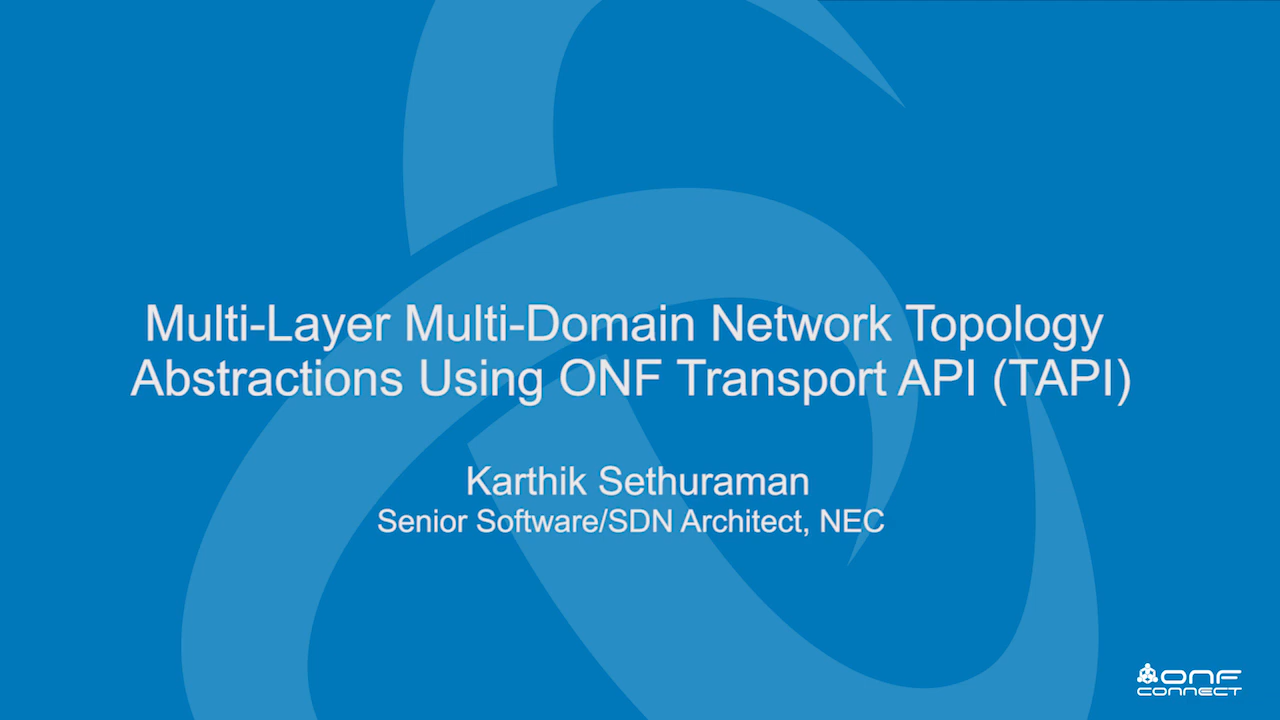 Multi-Layer Multi-Domain Network Topology
Abstractions Using ONF Transport API (TAPI)
Karthik Sethuraman
Senior Software/SDN Architect, NEC
ONF
CONNECT